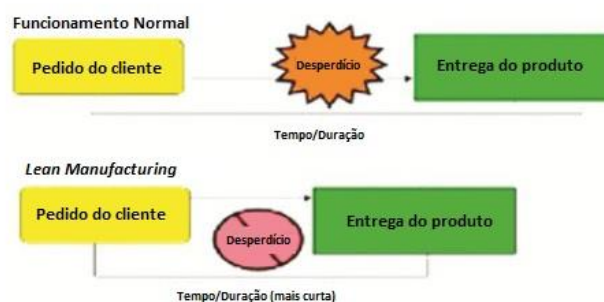 Funcionamento Normal
Pedido do cliente
Desperdício
Entrega do produto
Tempo/Duração
Lean Manufacturing
Pedido do cliente
Desperdício
Entrega do produto
Tempo/Duração (mais curta)